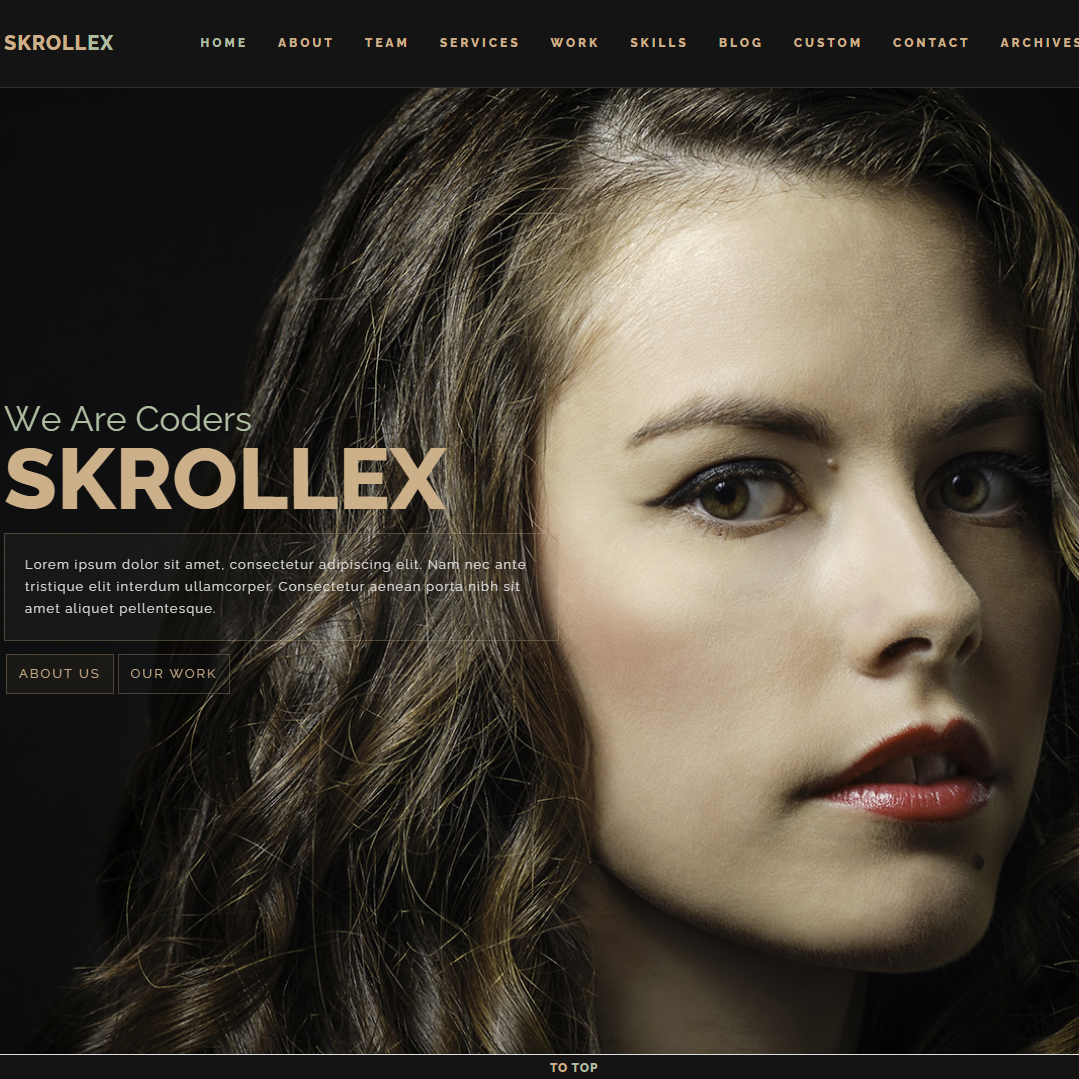 SKROLLEX
HOME ABOUT TEAM SERVICES WORK SKILLS BLOG CUSTOM CONTACT ARCHIVES
We Are Coders
SKROLLEX
Lorem ipsum dolor sit amet, consectetur adipiscing elit. Nam nec ante
tristique elit interdum ullamcorper. Consectetur aenean porta nibh sit
amet aliquet pellentesque.
ABOUT US OUR WORK
TO TOP